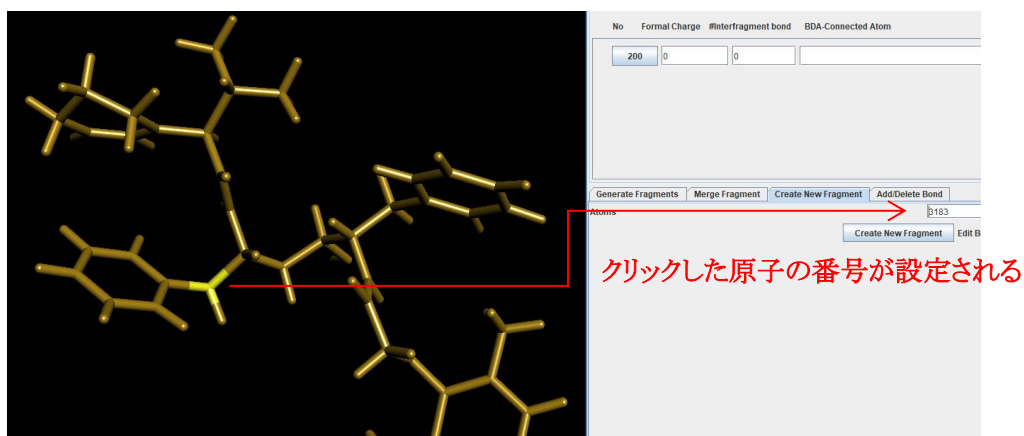 No Formal Charge #Interfragment bond BDA-Connected Atom
200 0 0
Generate Fragments Merge Fragment Create New Fragment Add/Delete Bond
Atoms 3183
Create New Fragment Edit B
クリックした原子の番号が設定される